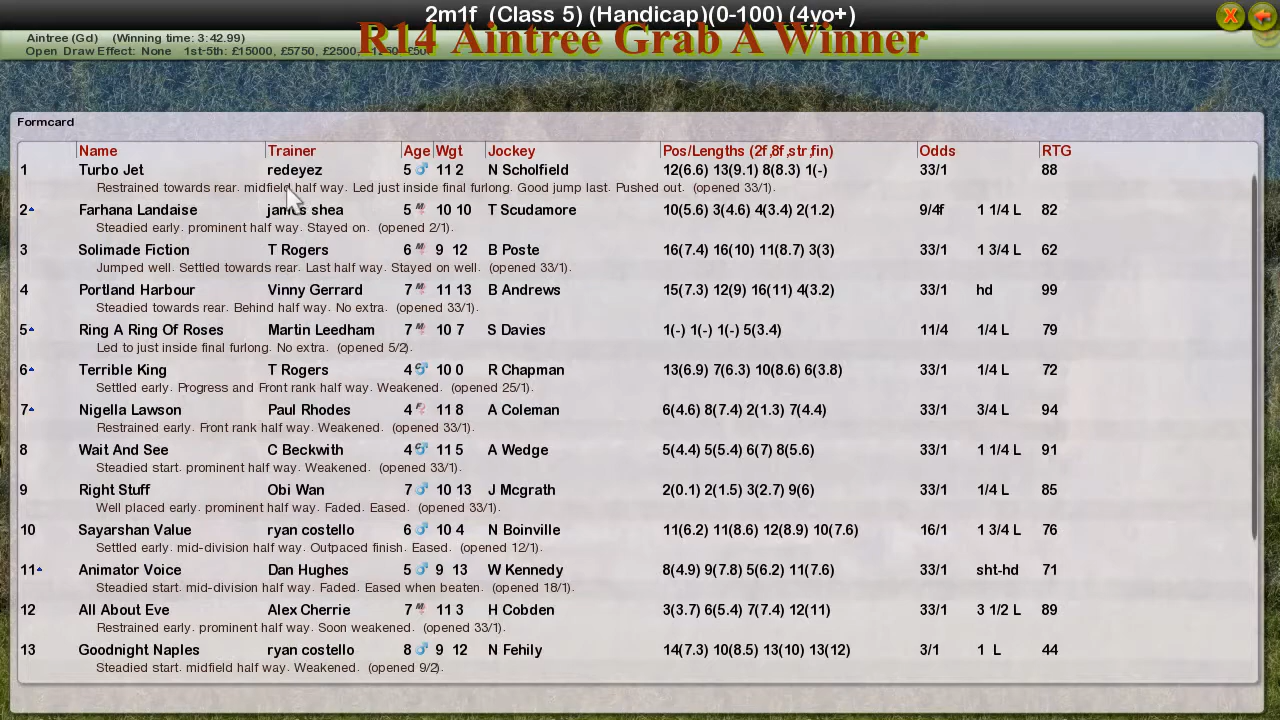 2m1f (Class 5) (Handicap)(0-100) (4yo+)
R14 Aintree Grab A Winner
Aintree (Gd) (Winning time: 3:42.99)
Open Draw Effect: None 1st-5th: £15000, £5750, £2500,
Formcard
Name Trainer Age Wgt Jockey Pos/Lengths (2f,8f,str,fin) Odds RTG
1 Turbo Jet redeyez 5 11 2 N Scholfield 12(6.6) 13(9.1) 8(8.3) 1(-) 33/1 88
Restrained towards rear. midfield half way. Led just inside final furlong. Good jump last. Pushed out. (opened 33/1).
2 Farhana Landaise james shea 5 10 10 T Scudamore 10(5.6) 3(4.6) 4(3.4) 2(1.2) 9/4f 1 1/4 L 82
Steadied early. prominent half way. Stayed on. (opened 2/1).
3 Solimade Fiction T Rogers 6 9 12 B Poste 16(7.4) 16(10) 11(8.7) 3(3) 33/1 1 3/4 L 62
Jumped well. Settled towards rear. Last half way. Stayed on well. (opened 33/1).
4 Portland Harbour Vinny Gerrard 7 11 13 B Andrews 15(7.3) 12(9) 16(11) 4(3.2) 33/1 hd 99
Steadied towards rear. Behind half way. No extra. (opened 33/1).
5 Ring A Ring Of Roses Martin Leedham 7 10 7 S Davies 1(-) 1(-) 1(-) 5(3.4) 11/4 1/4 L 79
Led to just inside final furlong. No extra. (opened 5/2).
6 Terrible King T Rogers 4 10 0 R Chapman 13(6.9) 7(6.3) 10(8.6) 6(3.8) 33/1 1/4 L 72
Settled early. Progress and Front rank half way. Weakened. (opened 25/1).
7 Nigella Lawson Paul Rhodes 4 11 8 A Coleman 6(4.6) 8(7.4) 2(1.3) 7(4.4) 33/1 3/4 L 94
Restrained early. Front rank half way. Weakened. (opened 33/1).
8 Wait And See C Beckwith 4 11 5 A Wedge 5(4.4) 5(5.4) 6(7) 8(5.6) 33/1 1 1/4 L 91
Steadied start. prominent half way. Weakened. (opened 33/1).
9 Right Stuff Obi Wan 7 10 13 J Mcgrath 2(0.1) 2(1.5) 3(2.7) 9(6) 33/1 1/4 L 85
Well placed early. prominent half way. Faded. Eased. (opened 33/1).
10 Sayarshan Value ryan costello 6 10 4 N Boinville 11(6.2) 11(8.6) 12(8.9) 10(7.6) 16/1 1 3/4 L 76
Settled early. mid-division half way. Outpaced finish. Eased. (opened 12/1).
11 Animator Voice Dan Hughes 5 9 13 W Kennedy 8(4.9) 9(7.8) 5(6.2) 11(7.6) 33/1 sht-hd 71
Steadied start. mid-division half way. Faded. Eased when beaten. (opened 18/1).
12 All About Eve Alex Cherrie 7 11 3 H Cobden 3(3.7) 6(5.4) 7(7.4) 12(11) 33/1 3 1/2 L 89
Restrained early. prominent half way. Soon weakened. (opened 33/1).
13 Goodnight Naples ryan costello 8 9 12 N Fehily 14(7.3) 10(8.5) 13(10) 13(12) 3/1 1 L 44
Steadied start. midfield half way. Weakened. (opened 9/2).